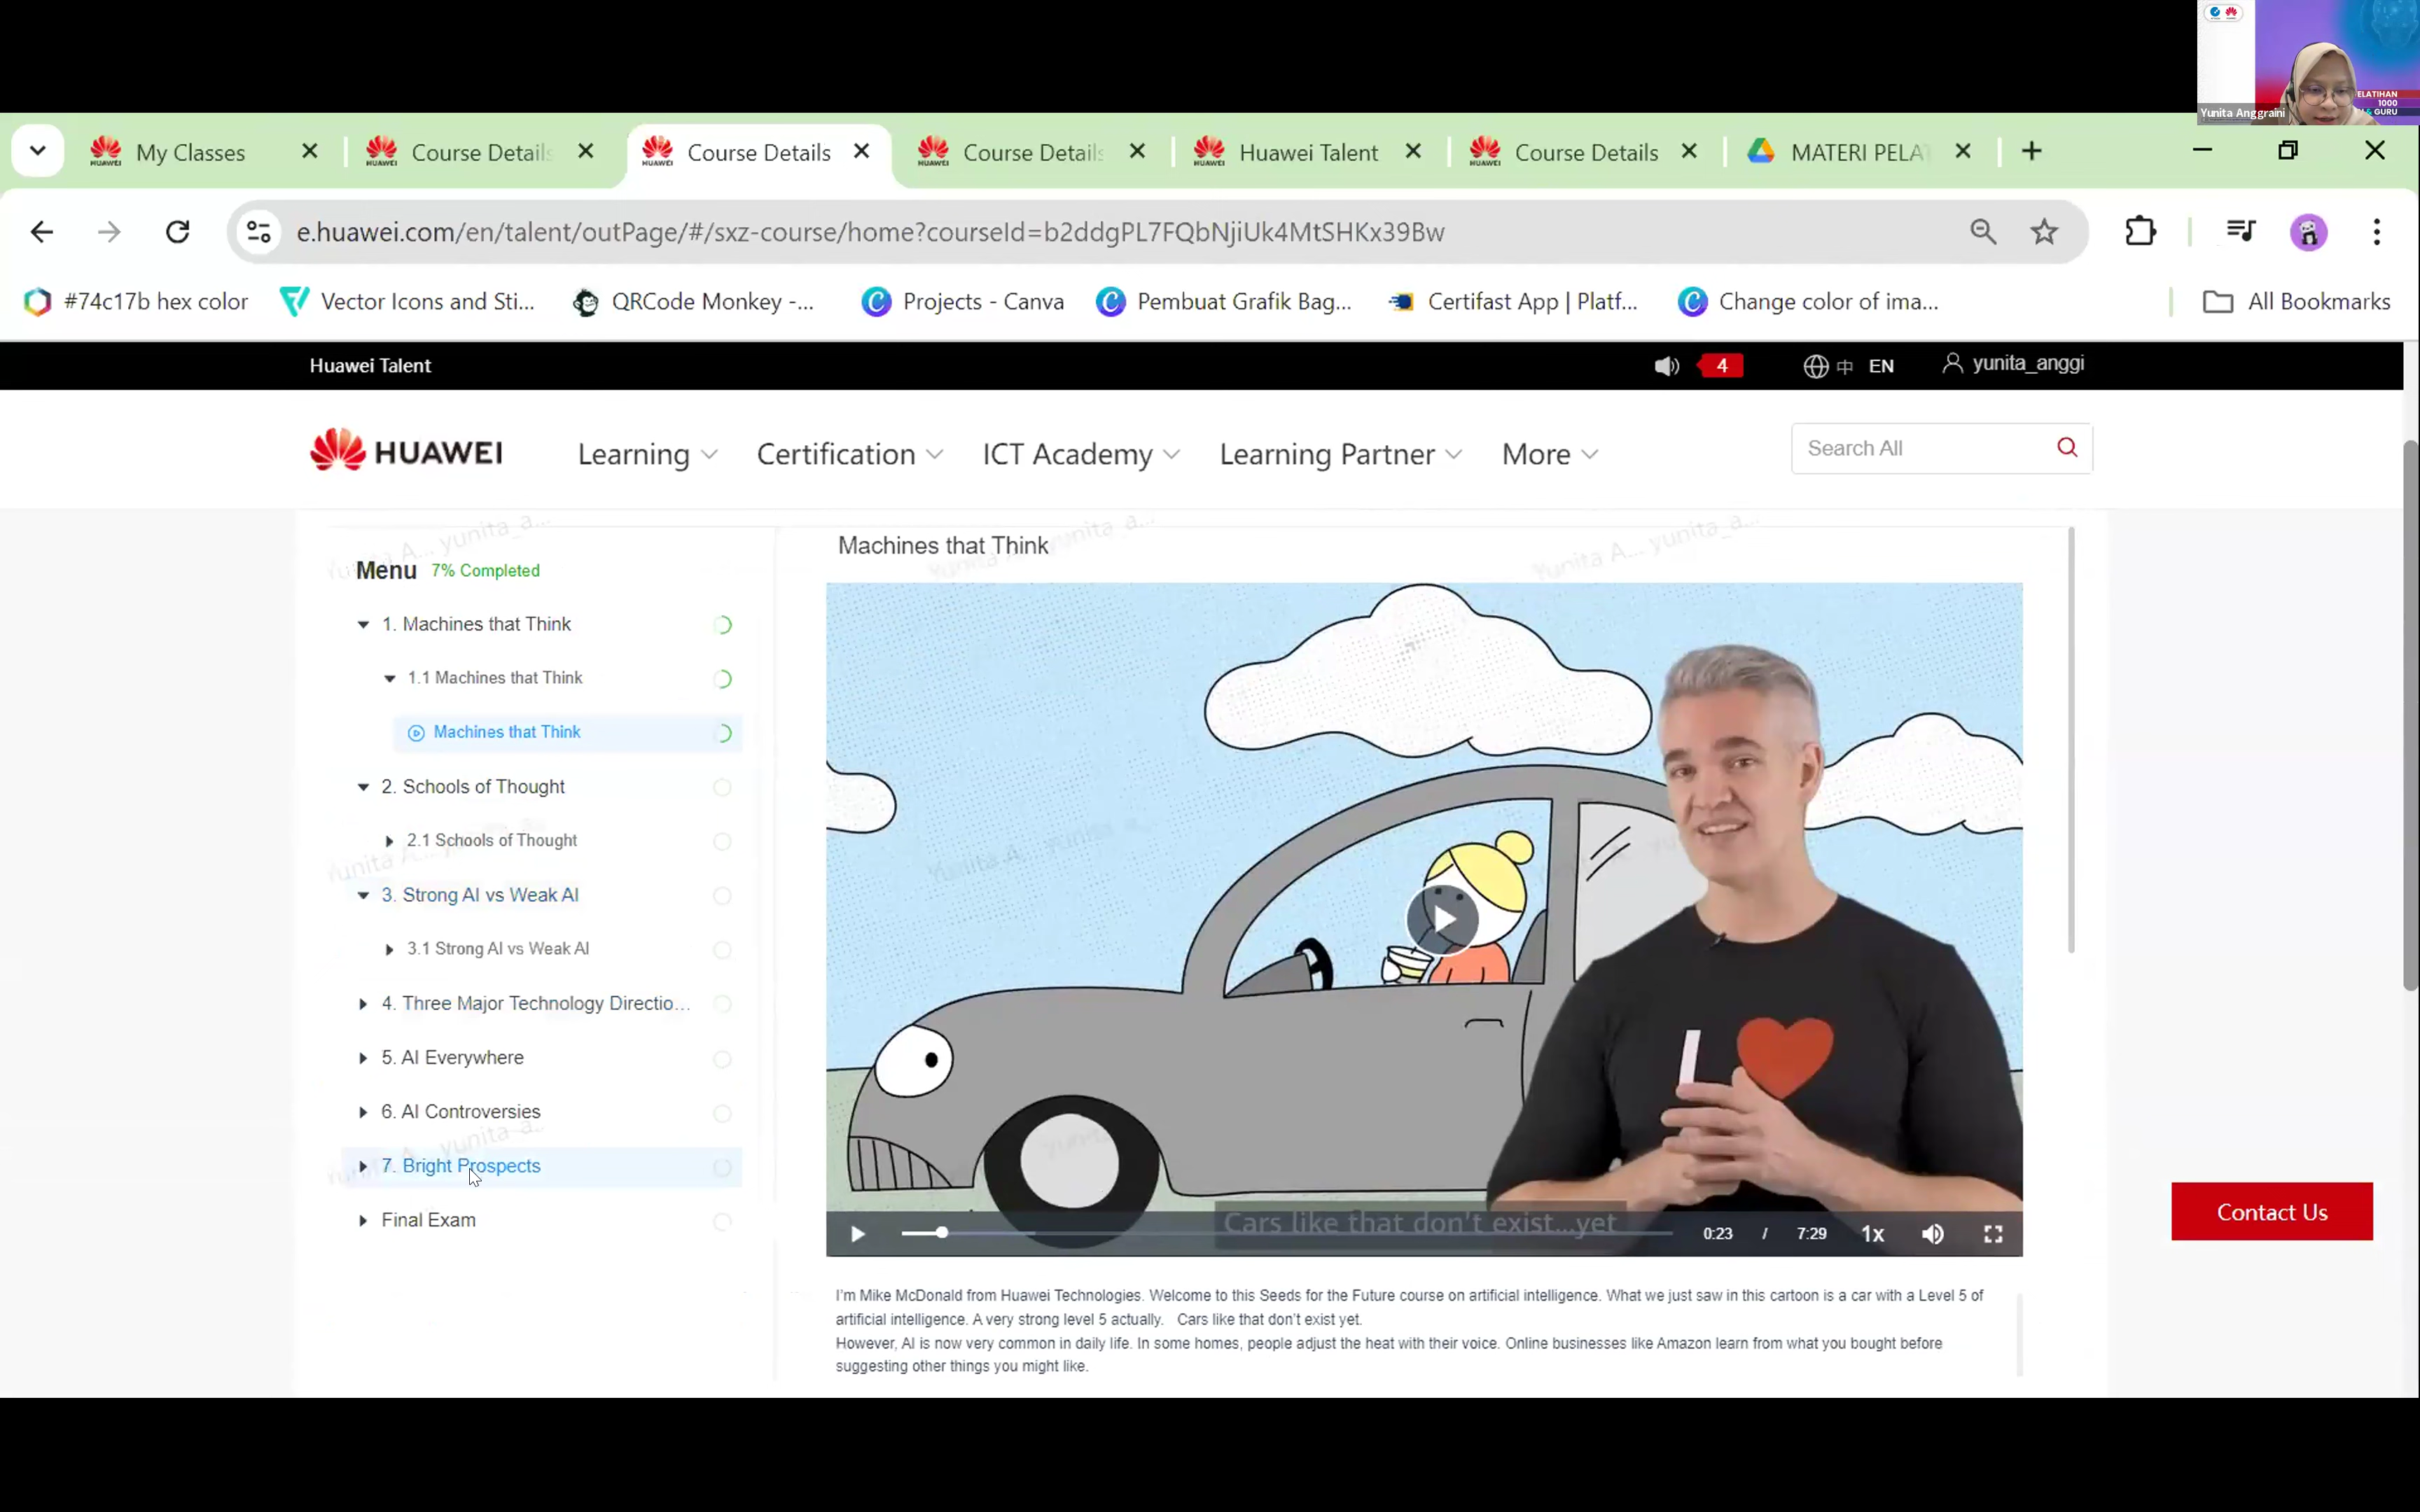 ELATIHAN
1000
& GURU
Yunita Anggraini
My Classes
Course Details
Course Details
Course Details
Huawei Talent
Course Details
MATERI PELA
e.huawei.com/en/talent/outPage/#/sxz-course/home?courseId=b2ddgPL7FQbNjiUk4MtSHKx39Bw
#74c17b hex color
Vector Icons and Sti...
QRCode Monkey -...
Projects - Canva
Pembuat Grafik Bag...
Certifast App | Platf...
Change color of ima...
All Bookmarks
Huawei Talent
4
中 EN
yunita_anggi
HUAWEI
Learning
Certification
ICT Academy
Learning Partner
More
Search All
Menu 7% Completed
1. Machines that Think
1.1 Machines that Think
Machines that Think
2. Schools of Thought
2.1 Schools of Thought
3. Strong AI vs Weak AI
3.1 Strong AI vs Weak AI
4. Three Major Technology Directio...
5. AI Everywhere
6. AI Controversies
7. Bright Prospects
Final Exam
Machines that Think
Yunita A... yunita_a...
Cars like that don't exist...yet
0:23 / 7:29 1x
I'm Mike McDonald from Huawei Technologies. Welcome to this Seeds for the Future course on artificial intelligence. What we just saw in this cartoon is a car with a Level 5 of
artificial intelligence. A very strong level 5 actually. Cars like that don't exist yet.
However, AI is now very common in daily life. In some homes, people adjust the heat with their voice. Online businesses like Amazon learn from what you bought before
suggesting other things you might like.
Contact Us